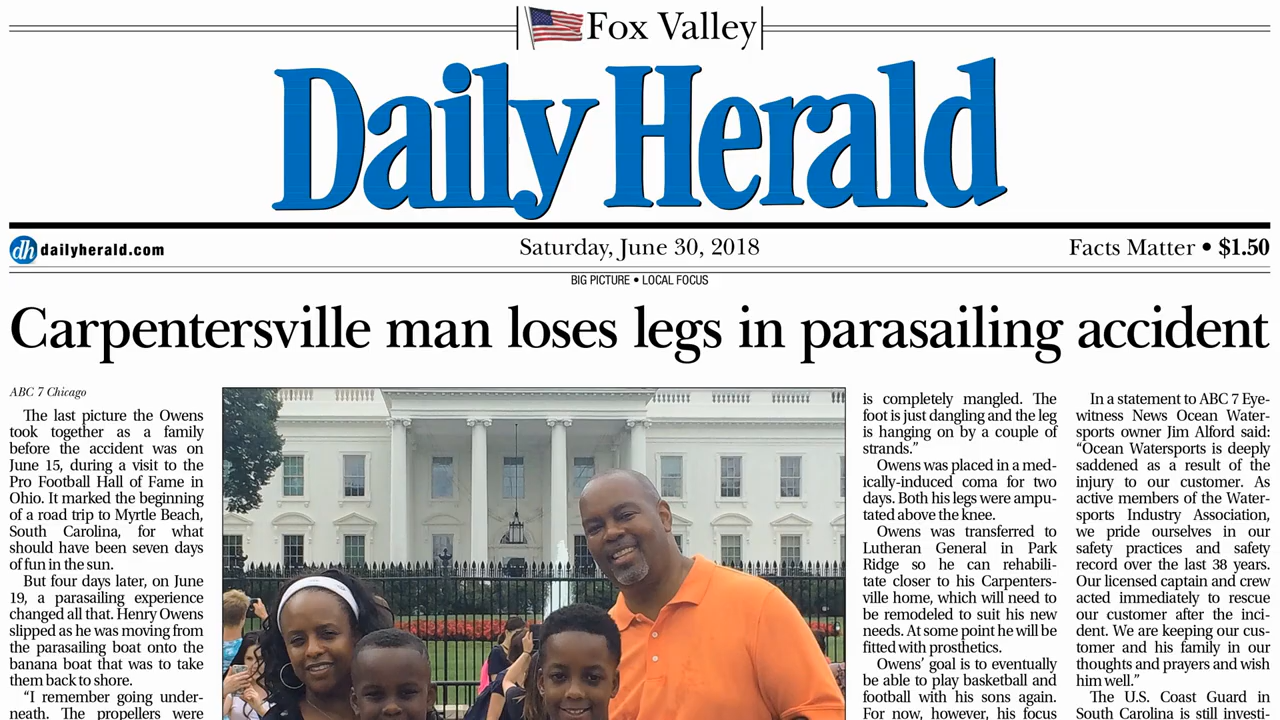 Fox Valley
Daily Herald
dh dailyherald.com
Saturday, June 30, 2018
Facts Matter • $1.50
BIG PICTURE • LOCAL FOCUS
Carpentersville man loses legs in parasailing accident
ABC 7 Chicago
The last picture the Owens
took together as a family
before the accident was on
June 15, during a visit to the
Pro Football Hall of Fame in
Ohio. It marked the beginning
of a road trip to Myrtle Beach,
South Carolina, for what
should have been seven days
of fun in the sun.
But four days later, on June
19, a parasailing experience
changed all that. Henry Owens
slipped as he was moving from
the parasailing boat onto the
banana boat that was to take
them back to shore.
“I remember going under-
neath. The propellers were
is completely mangled. The
foot is just dangling and the leg
is hanging on by a couple of
strands.”
Owens was placed in a med-
ically-induced coma for two
days. Both his legs were ampu-
tated above the knee.
Owens was transferred to
Lutheran General in Park
Ridge so he can rehabili-
tate closer to his Carpenters-
ville home, which will need to
be remodeled to suit his new
needs. At some point he will be
fitted with prosthetics.
Owens’ goal is to eventually
be able to play basketball and
football with his sons again.
For now, however, his focus
In a statement to ABC 7 Eye-
witness News Ocean Water-
sports owner Jim Alford said:
“Ocean Watersports is deeply
saddened as a result of the
injury to our customer. As
active members of the Water-
sports Industry Association,
we pride ourselves in our
safety practices and safety
record over the last 38 years.
Our licensed captain and crew
acted immediately to rescue
our customer after the inci-
dent. We are keeping our cus-
tomer and his family in our
thoughts and prayers and wish
him well.”
The U.S. Coast Guard in
South Carolina is still investi-